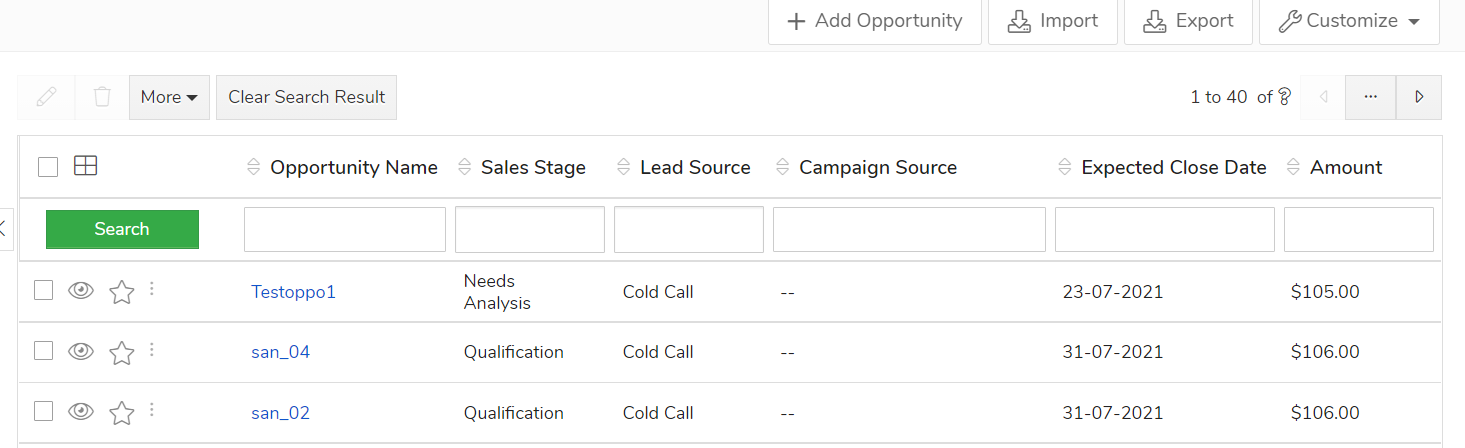 Add Opportunity Import Export Customize
More Clear Search Result 1 to 40 of ?
Opportunity Name Sales Stage Lead Source Campaign Source Expected Close Date Amount
Search
Testoppo1 Needs Analysis Cold Call -- 23-07-2021 $105.00
san_04 Qualification Cold Call -- 31-07-2021 $106.00
san_02 Qualification Cold Call -- 31-07-2021 $106.00